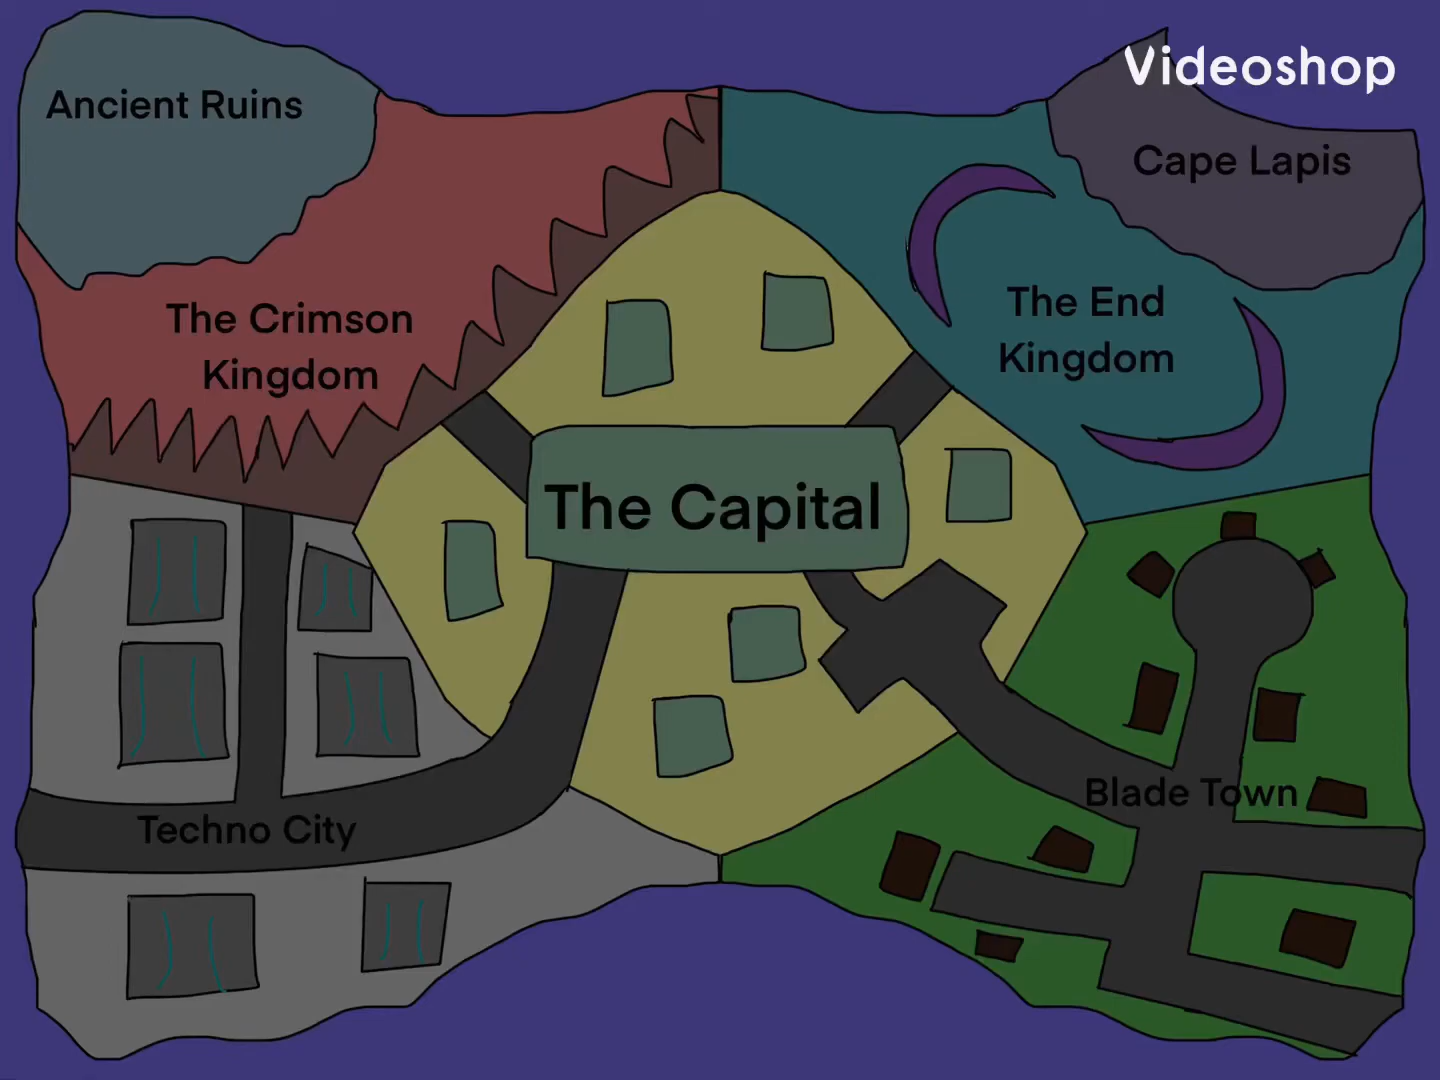 Videoshop
Ancient Ruins
Cape Lapis
The Crimson
Kingdom
The End
Kingdom
The Capital
Blade Town
Techno City